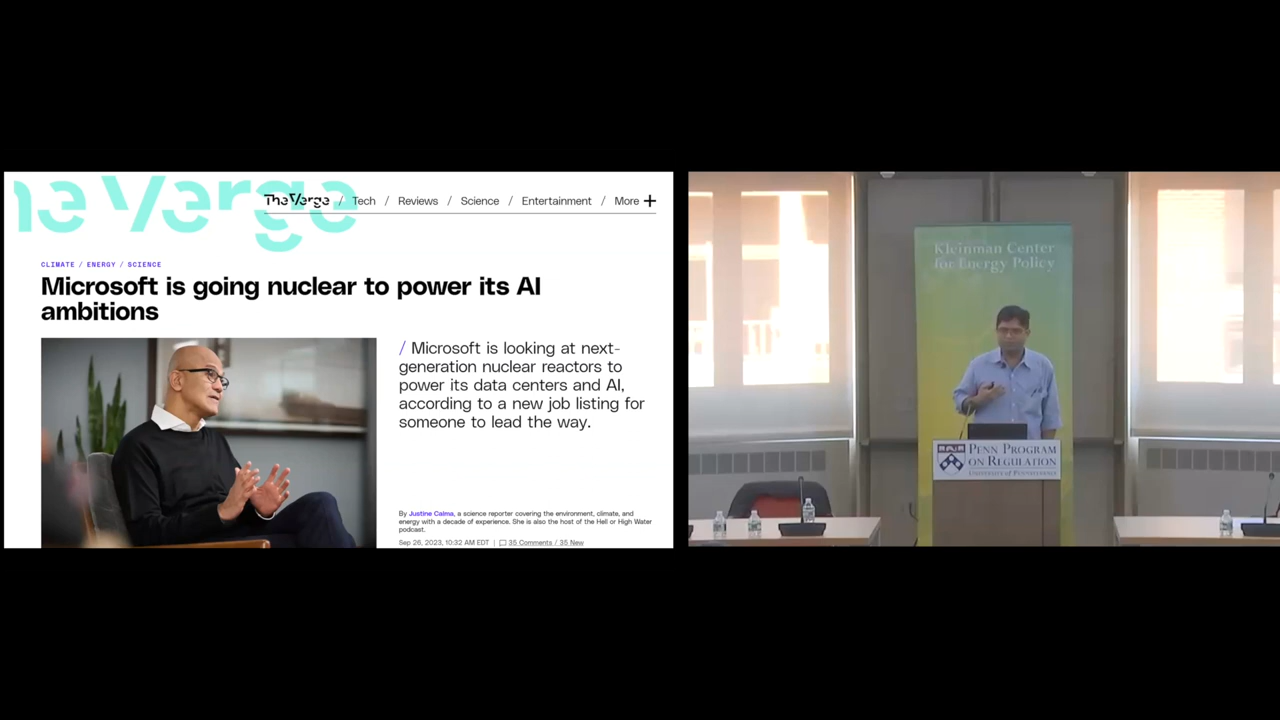 The Verge
The Verge / Tech / Reviews / Science / Entertainment / More +
CLIMATE / ENERGY / SCIENCE
Microsoft is going nuclear to power its AI
ambitions
/ Microsoft is looking at next-
generation nuclear reactors to
power its data centers and AI,
according to a new job listing for
someone to lead the way.
By Justine Calma, a science reporter covering the environment, climate, and
energy with a decade of experience. She is also the host of the Hell or High Water
podcast.
Sep 26, 2023, 10:32 AM EDT | 35 Comments / 35 New
Kleinman Center
for Energy Policy
PENN PROGRAM
ON REGULATION
UNIVERSITY OF PENNSYLVANIA